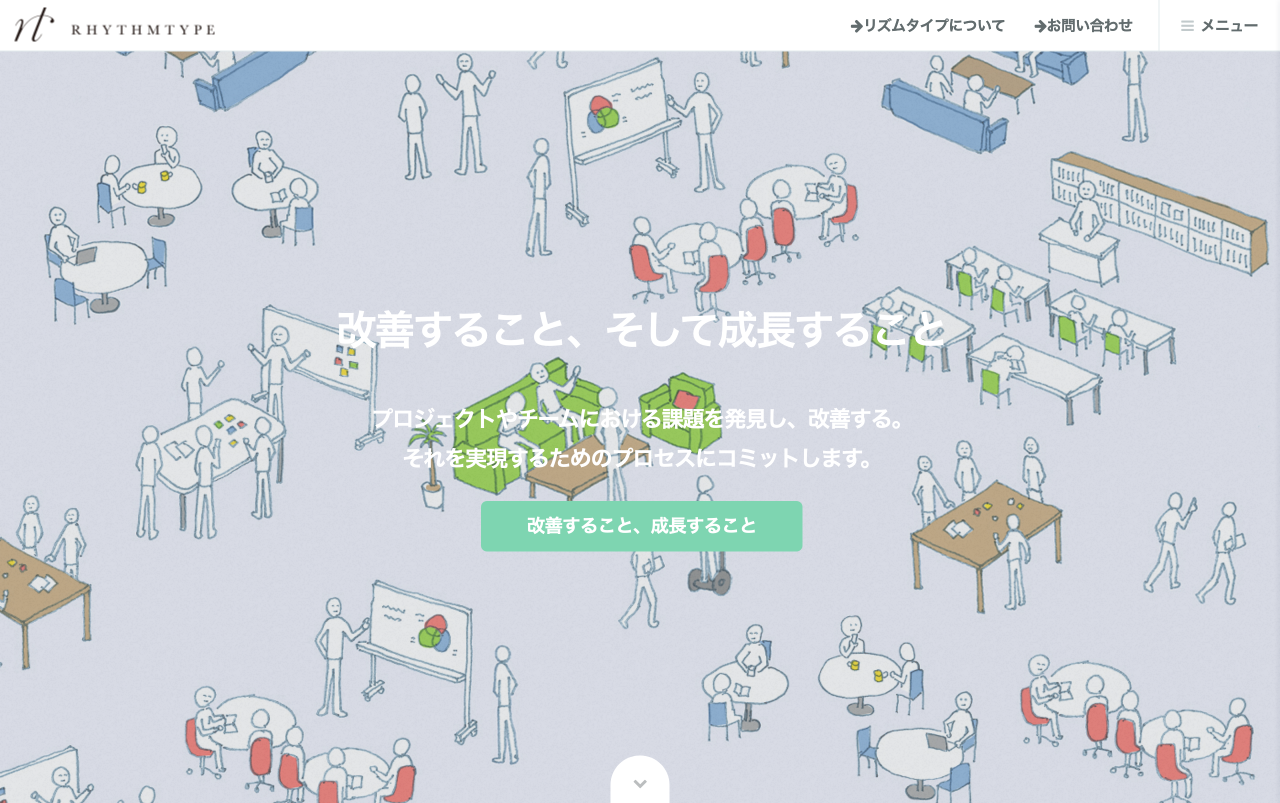 rt RHYTHMTYPE
リズムタイプについて
お問い合わせ
メニュー
改善すること、そして成長すること
プロジェクトやチームにおける課題を発見し、改善する。
それを実現するためのプロセスにコミットします。
改善すること、成長すること